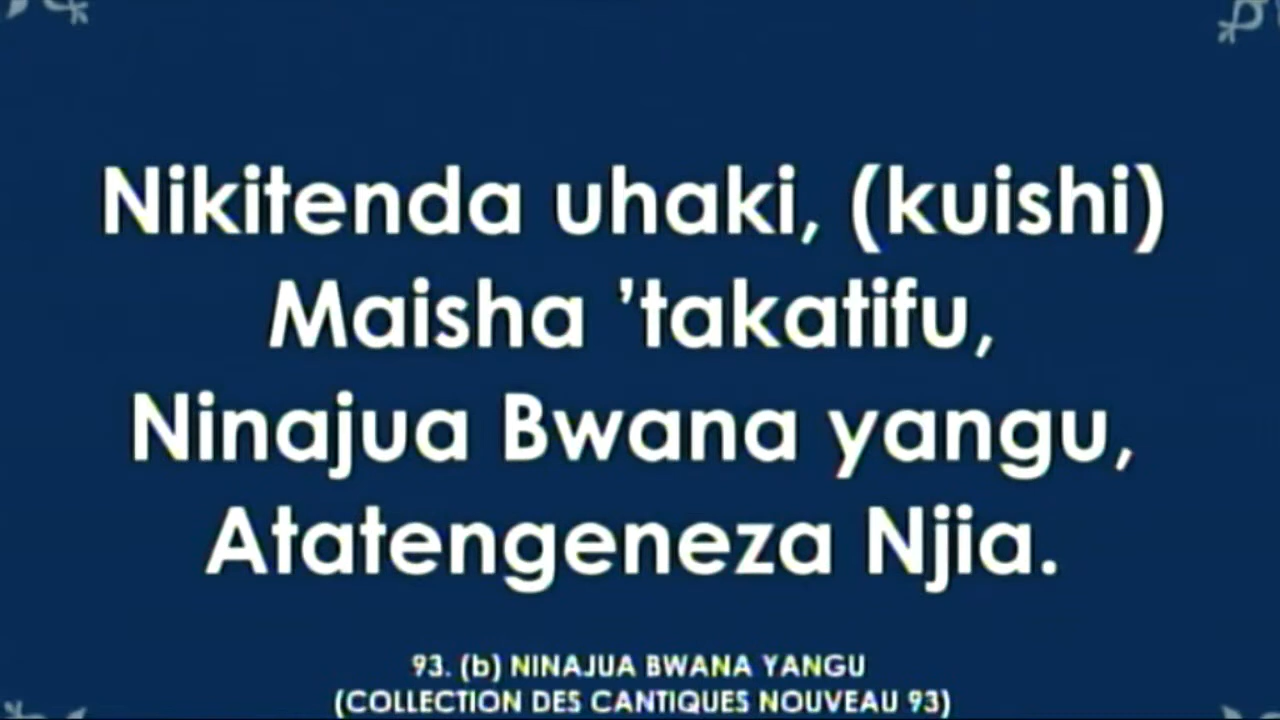 Nikitenda uhaki, (kuishi)
Maisha ’takatifu,
Ninajua Bwana yangu,
Atatengeneza Njia.
93. (b) NINAJUA BWANA YANGU
(COLLECTION DES CANTIQUES NOUVEAU 93)